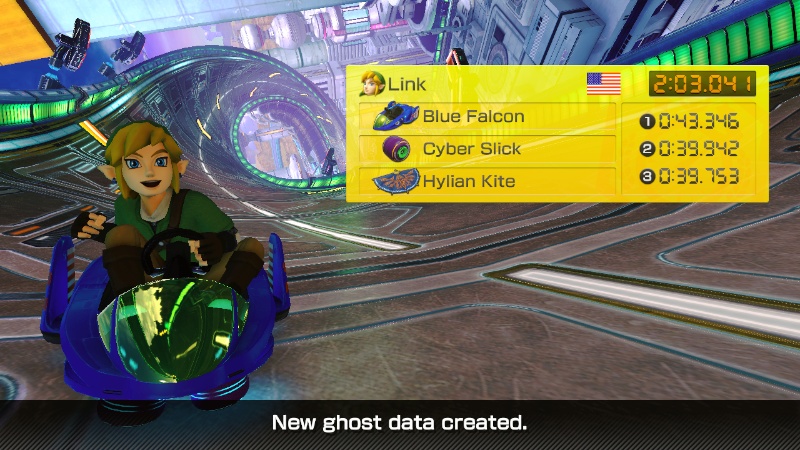 Link 2:03.041
Blue Falcon
Cyber Slick
Hylian Kite
1 0:43.346
2 0:39.942
3 0:39.753
New ghost data created.